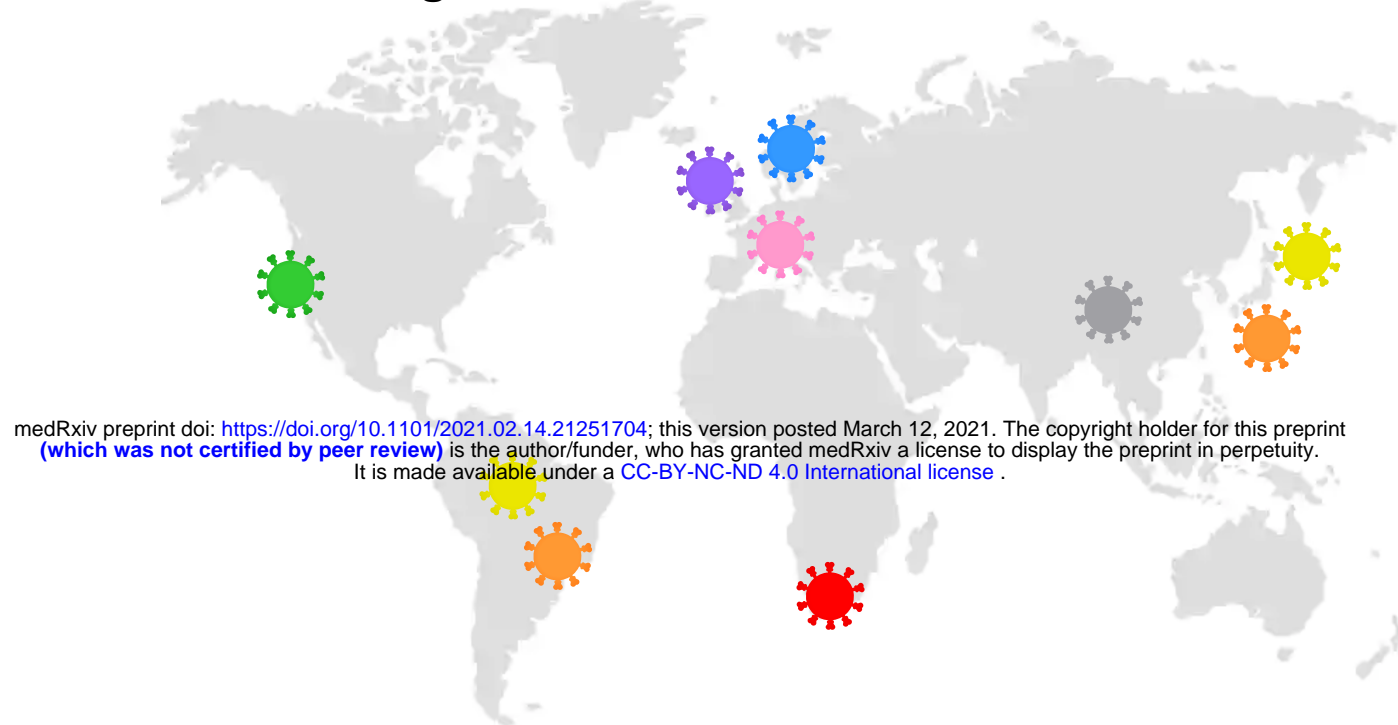 medRxiv preprint doi: https://doi.org/10.1101/2021.02.14.21251704; this version posted March 12, 2021. The copyright holder for this preprint
(which was not certified by peer review) is the author/funder, who has granted medRxiv a license to display the preprint in perpetuity.
It is made available under a CC-BY-NC-ND 4.0 International license .